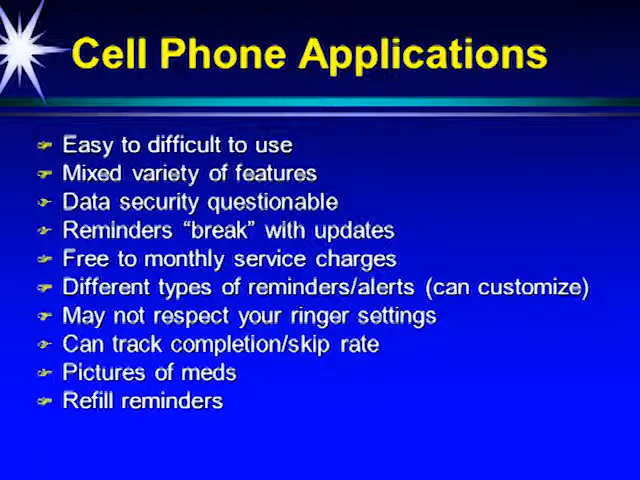 Cell Phone Applications
Easy to difficult to use
Mixed variety of features
Data security questionable
Reminders “break” with updates
Free to monthly service charges
Different types of reminders/alerts (can customize)
May not respect your ringer settings
Can track completion/skip rate
Pictures of meds
Refill reminders